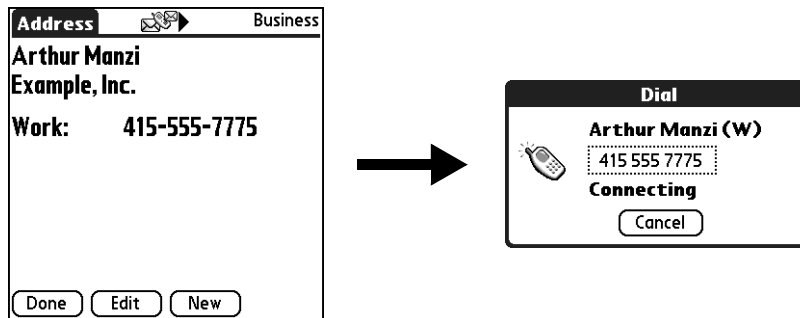 Address Business
Arthur Manzi
Example, Inc.
Work: 415-555-7775
Done Edit New
Dial
Arthur Manzi (W)
415 555 7775
Connecting
Cancel